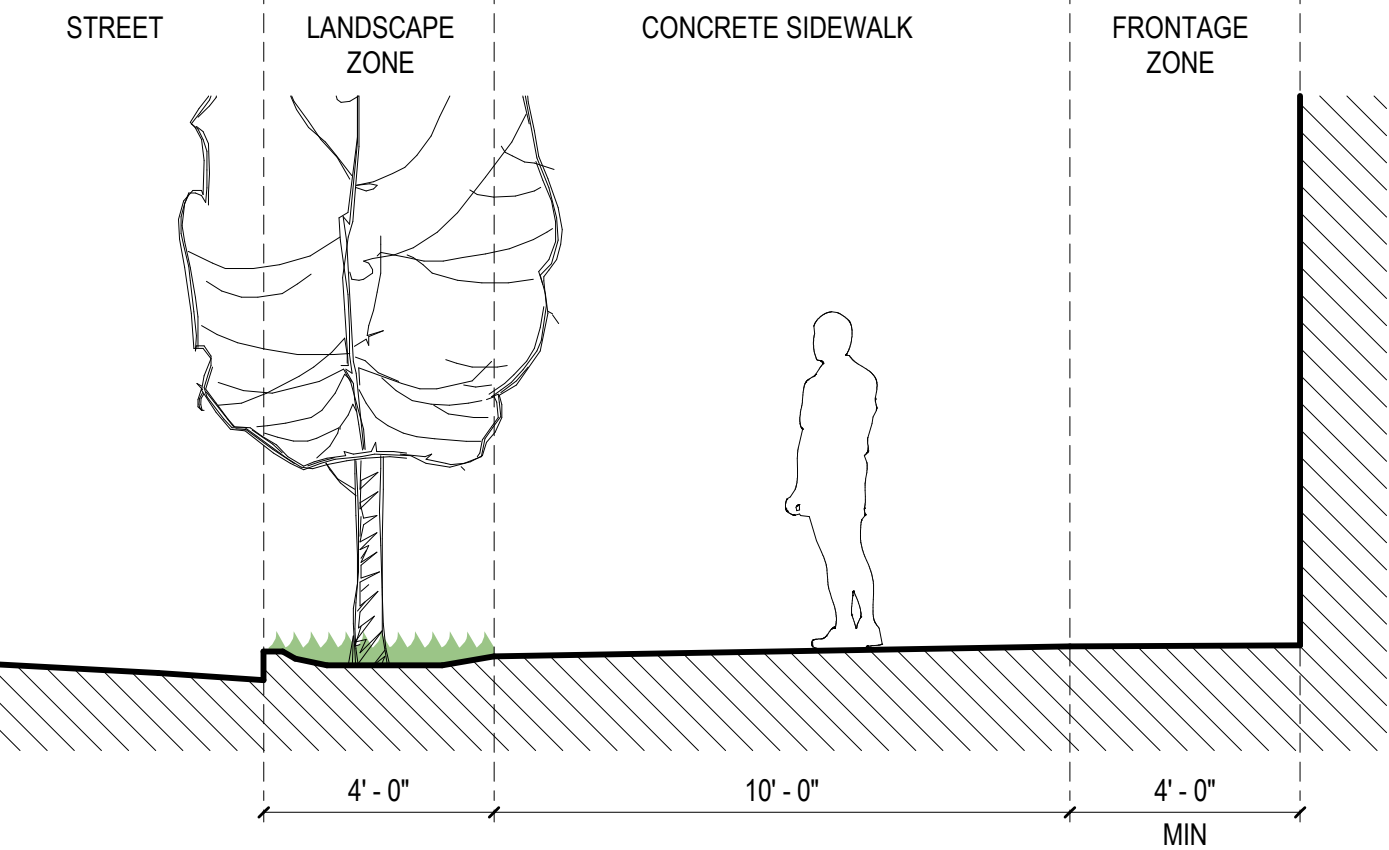 STREET
LANDSCAPE
ZONE
CONCRETE SIDEWALK
FRONTAGE
ZONE
4' - 0"
10' - 0"
4' - 0"
MIN